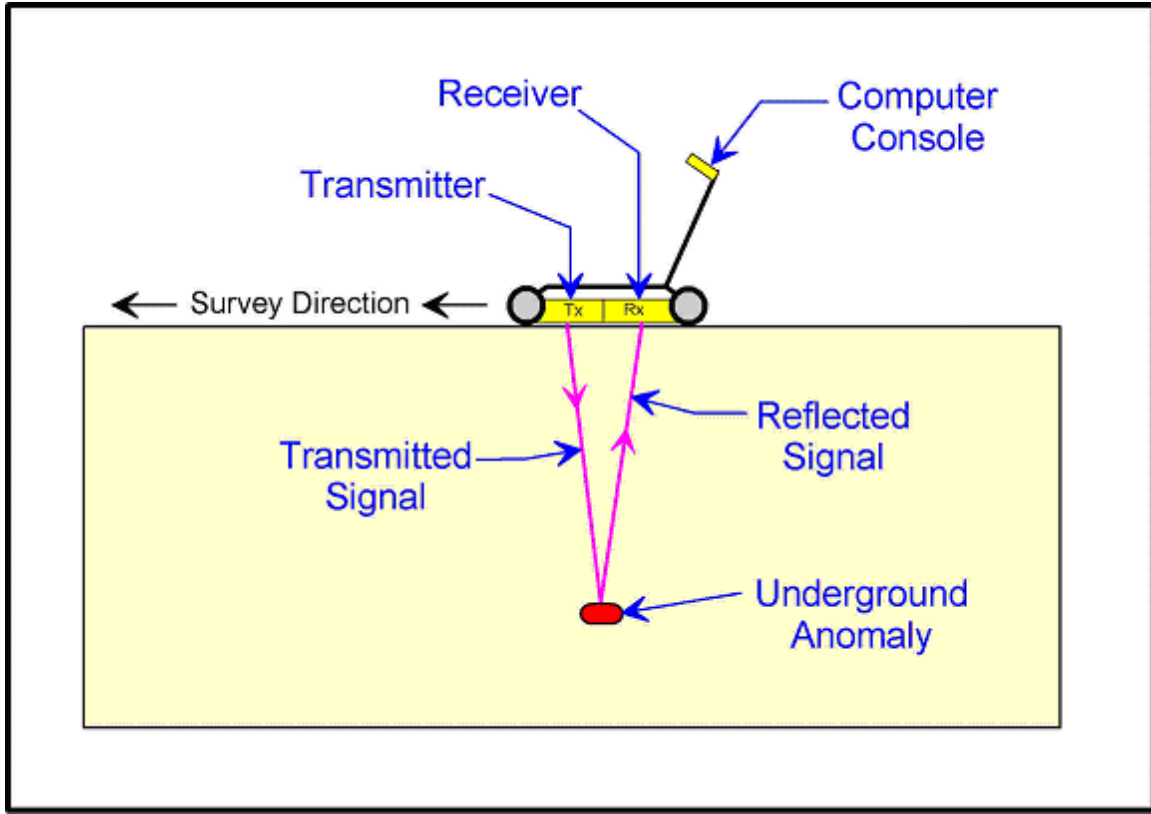 Receiver
Computer
Console
Transmitter
Survey Direction
Tx
Rx
Transmitted
Signal
Reflected
Signal
Underground
Anomaly